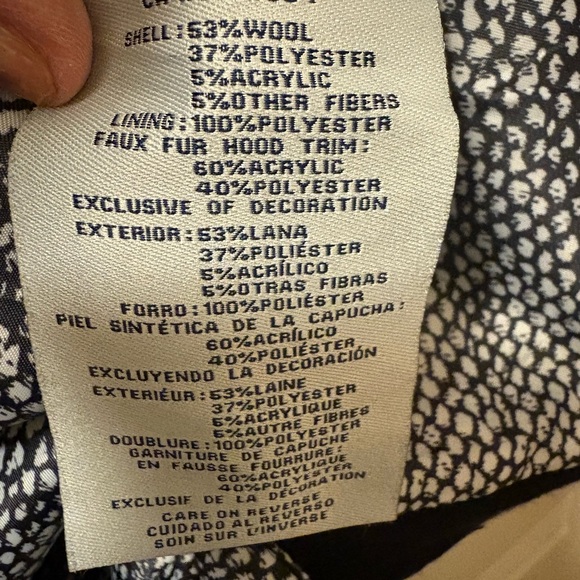 SHELL:53%WOOL
37%POLYESTER
5%ACRYLIC
5%OTHER FIBERS
LINING:100%POLYESTER
FAUX FUR HOOD TRIM:
60%ACRYLIC
40%POLYESTER
EXCLUSIVE OF DECORATION
EXTERIOR:53%LANA
37%POLIÉSTER
5%ACRÍLICO
5%OTRAS FIBRAS
FORRO:100%POLIÉSTER
PIEL SINTÉTICA DE LA CAPUCHA:
60%ACRÍLICO
40%POLIÉSTER
EXCLUYENDO LA DECORACIÓN
EXTERIÉUR:53%LAINE
37%POLYESTER
5%ACRYLIQUE
5%AUTRE FIBRES
DOUBLURE:100%POLYESTER
GARNITURE DE CAPUCHE
EN FAUSSE FOURRURE:
60%ACRYLIQUE
40%POLYESTER
EXCLUSIF DE LA DÉCORATION
CARE ON REVERSE
CUIDADO AL REVERSO
SOIN SUR L'INVERSE